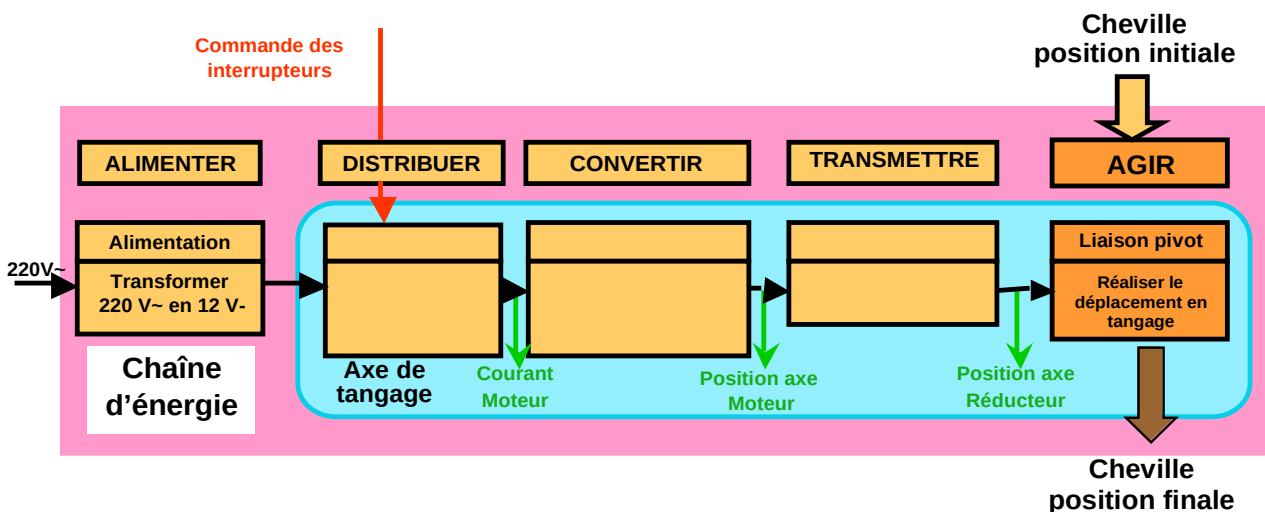 Cheville
position initiale
Commande des
interrupteurs
ALIMENTER
DISTRIBUER
CONVERTIR
TRANSMETTRE
AGIR
220V~
Alimentation
Transformer
220 V~ en 12 V-
Liaison pivot
Réaliser le
déplacement en
tangage
Chaîne
d’énergie
Axe de
tangage
Courant
Moteur
Position axe
Moteur
Position axe
Réducteur
Cheville
position finale